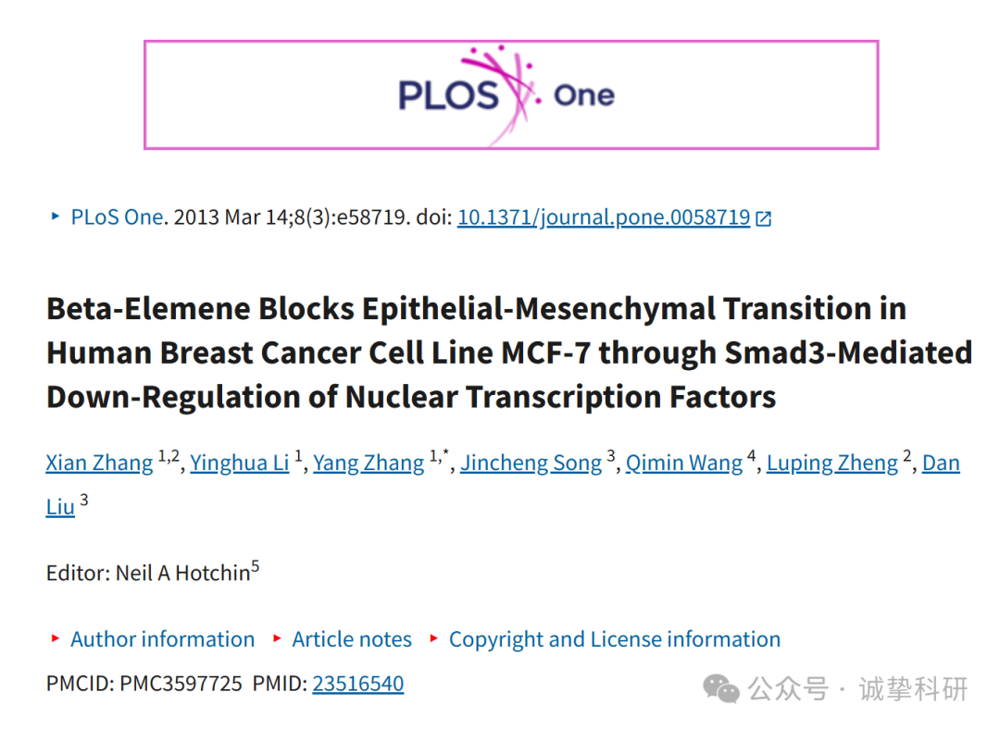 PLOS One
‣ PLoS One. 2013 Mar 14;8(3):e58719. doi: 10.1371/journal.pone.0058719
Beta-Elemene Blocks Epithelial-Mesenchymal Transition in
Human Breast Cancer Cell Line MCF-7 through Smad3-Mediated
Down-Regulation of Nuclear Transcription Factors
Xian Zhang 1,2, Yinghua Li 1, Yang Zhang 1,*, Jincheng Song 3, Qimin Wang 4, Luping Zheng 2, Dan
Liu 3
Editor: Neil A Hotchin5
‣ Author information ‣ Article notes ‣ Copyright and License information
PMCID: PMC3597725 PMID: 23516540
公众号 · 诚挚科研